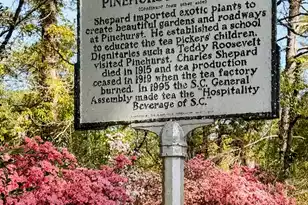 PINEHURST
(Continued from other side)
Shepard imported exotic plants to
create beautiful gardens and roadways
at Pinehurst. He established a school
to educate the tea pickers' children.
Dignitaries such as Teddy Roosevelt
visited Pinehurst. Charles Shepard
died in 1915 and tea production
ceased in 1919 when the tea factory
burned. In 1995 the S.C. General
Assembly made tea the "Hospitality
Beverage of S.C."